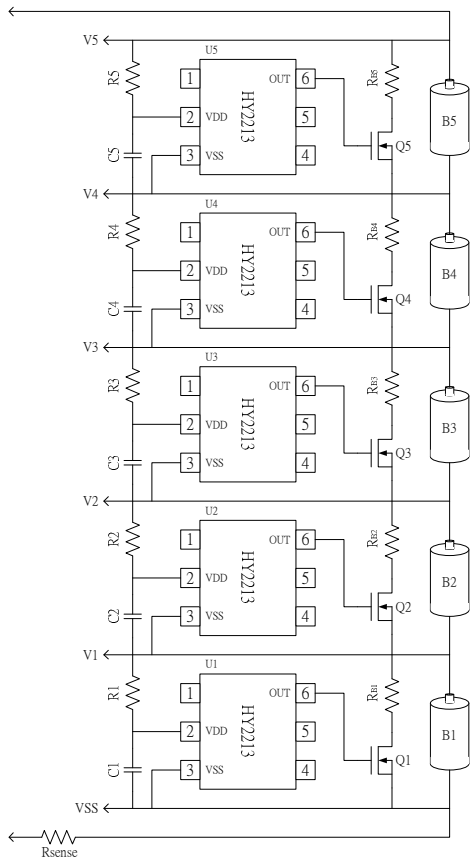 V5
U5
R5
1
OUT
6
RB5
HY2213
2
VDD
5
B5
C5
3
VSS
4
Q5
V4
U4
R4
1
OUT
6
RB4
HY2213
2
VDD
5
B4
C4
3
VSS
4
Q4
V3
U3
R3
1
OUT
6
RB3
HY2213
2
VDD
5
B3
C3
3
VSS
4
Q3
V2
U2
R2
1
OUT
6
RB2
HY2213
2
VDD
5
B2
C2
3
VSS
4
Q2
V1
U1
R1
1
OUT
6
RB1
HY2213
2
VDD
5
B1
C1
3
VSS
4
Q1
VSS
Rsense